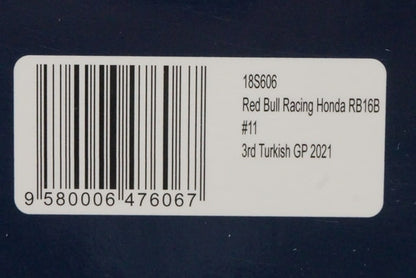 18S606
Red Bull Racing Honda RB16B
#11
3rd Turkish GP 2021
9 580006 476067